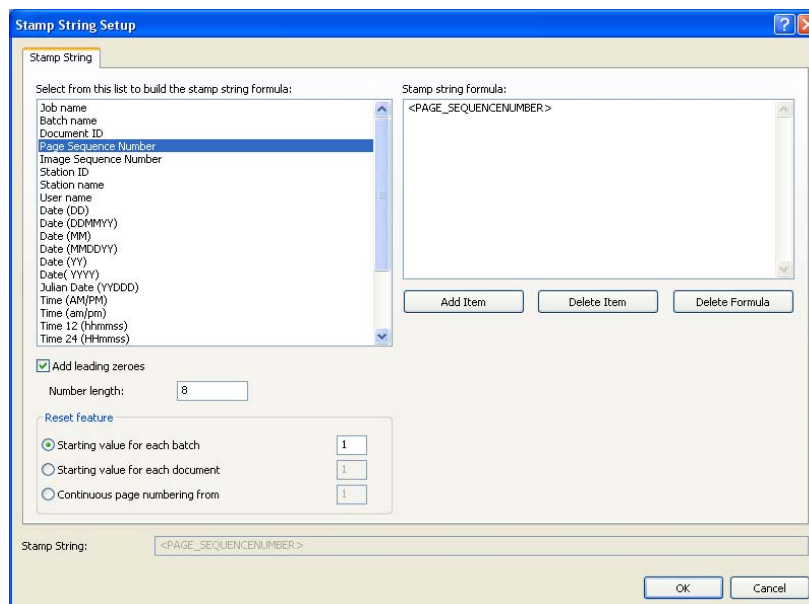 Stamp String Setup
Stamp String
Select from this list to build the stamp string formula:
Job name
Batch name
Document ID
Page Sequence Number
Image Sequence Number
Station ID
Station name
User name
Date (DD)
Date (DDMMYY)
Date (MM)
Date (MMDDYY)
Date (YY)
Date( YYYY)
Julian Date (YYDDD)
Time (AM/PM)
Time (am/pm)
Time 12 (hhmmss)
Time 24 (HHmmss)
Stamp string formula:
<PAGE_SEQUENCENUMBER>
Add Item
Delete Item
Delete Formula
Add leading zeroes
Number length: 8
Reset feature
Starting value for each batch 1
Starting value for each document 1
Continuous page numbering from 1
Stamp String: <PAGE_SEQUENCENUMBER>
OK
Cancel